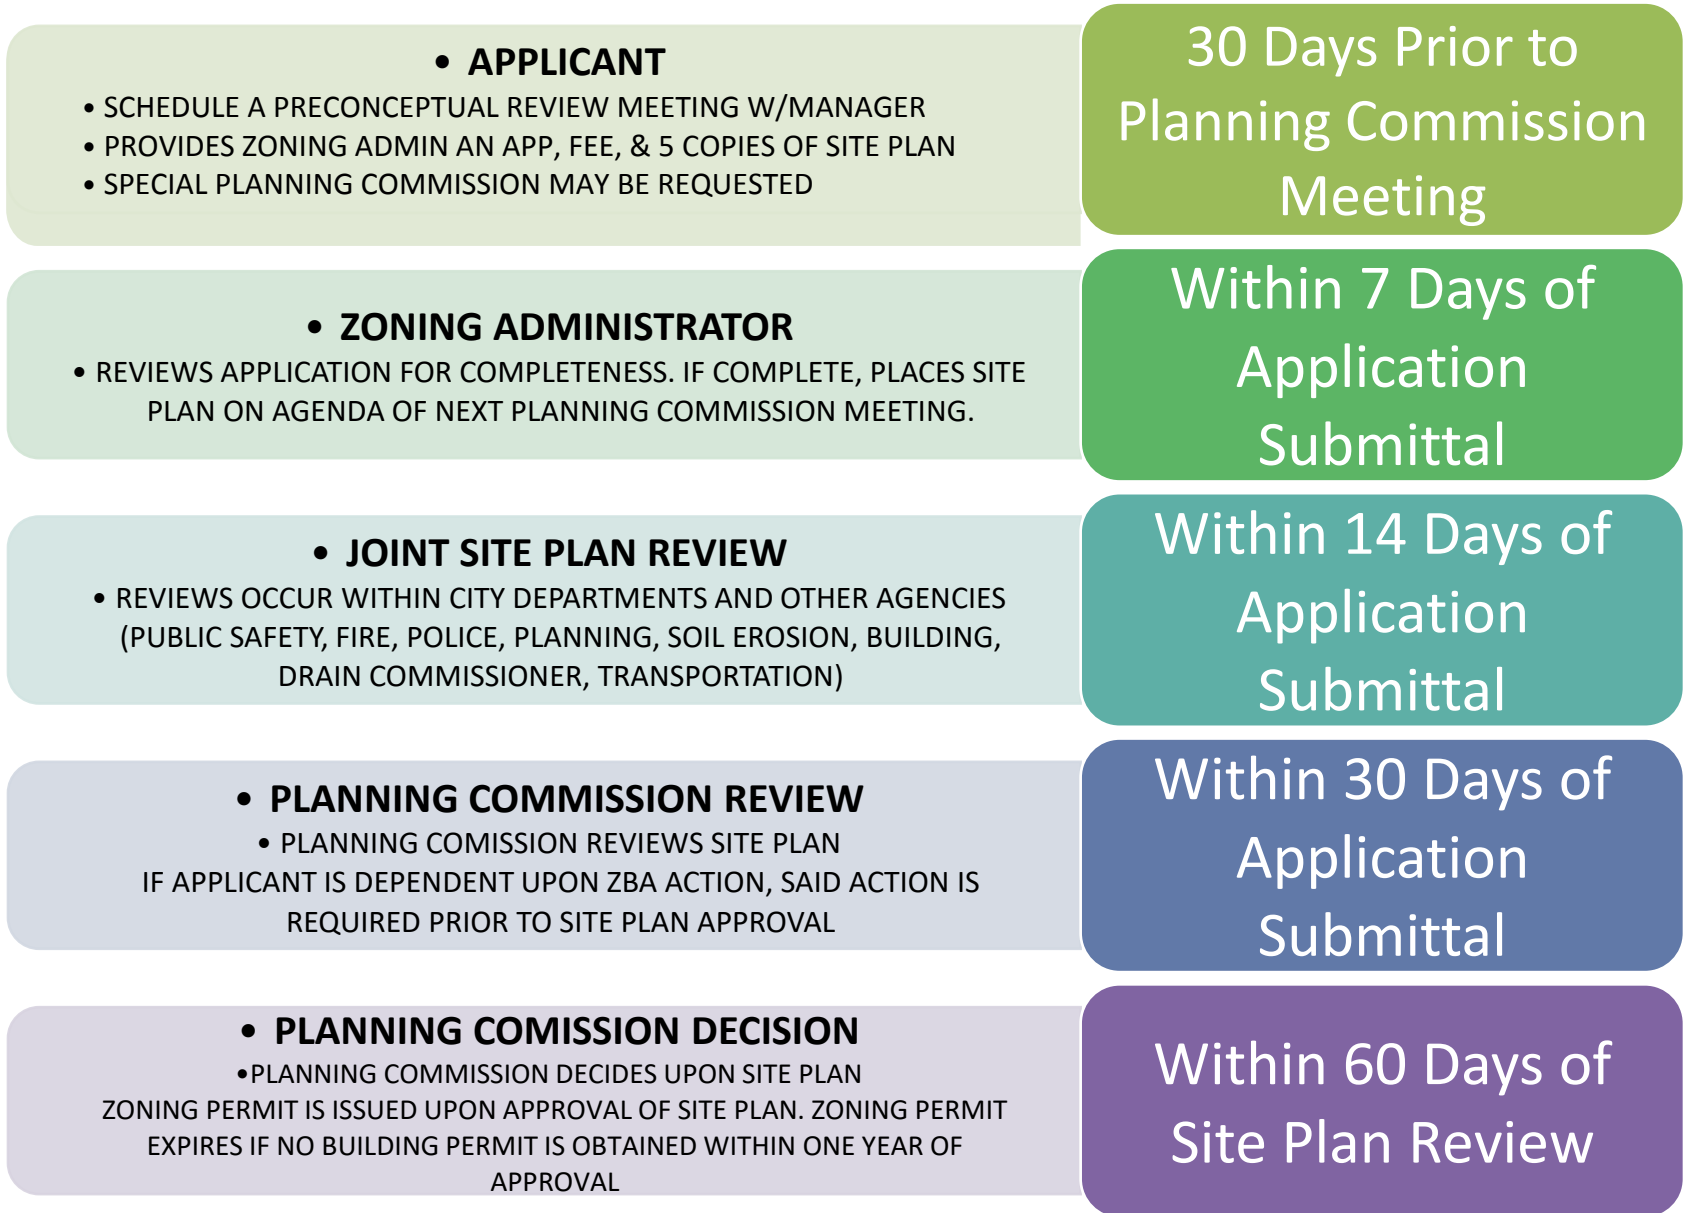 • APPLICANT
• SCHEDULE A PRECONCEPTUAL REVIEW MEETING W/MANAGER
• PROVIDES ZONING ADMIN AN APP, FEE, & 5 COPIES OF SITE PLAN
• SPECIAL PLANNING COMMISSION MAY BE REQUESTED
30 Days Prior to
Planning Commission
Meeting
• ZONING ADMINISTRATOR
• REVIEWS APPLICATION FOR COMPLETENESS. IF COMPLETE, PLACES SITE
PLAN ON AGENDA OF NEXT PLANNING COMMISSION MEETING.
Within 7 Days of
Application
Submittal
• JOINT SITE PLAN REVIEW
• REVIEWS OCCUR WITHIN CITY DEPARTMENTS AND OTHER AGENCIES
(PUBLIC SAFETY, FIRE, POLICE, PLANNING, SOIL EROSION, BUILDING,
DRAIN COMMISSIONER, TRANSPORTATION)
Within 14 Days of
Application
Submittal
• PLANNING COMMISSION REVIEW
• PLANNING COMISSION REVIEWS SITE PLAN
IF APPLICANT IS DEPENDENT UPON ZBA ACTION, SAID ACTION IS
REQUIRED PRIOR TO SITE PLAN APPROVAL
Within 30 Days of
Application
Submittal
• PLANNING COMISSION DECISION
•PLANNING COMMISSION DECIDES UPON SITE PLAN
ZONING PERMIT IS ISSUED UPON APPROVAL OF SITE PLAN. ZONING PERMIT
EXPIRES IF NO BUILDING PERMIT IS OBTAINED WITHIN ONE YEAR OF
APPROVAL
Within 60 Days of
Site Plan Review